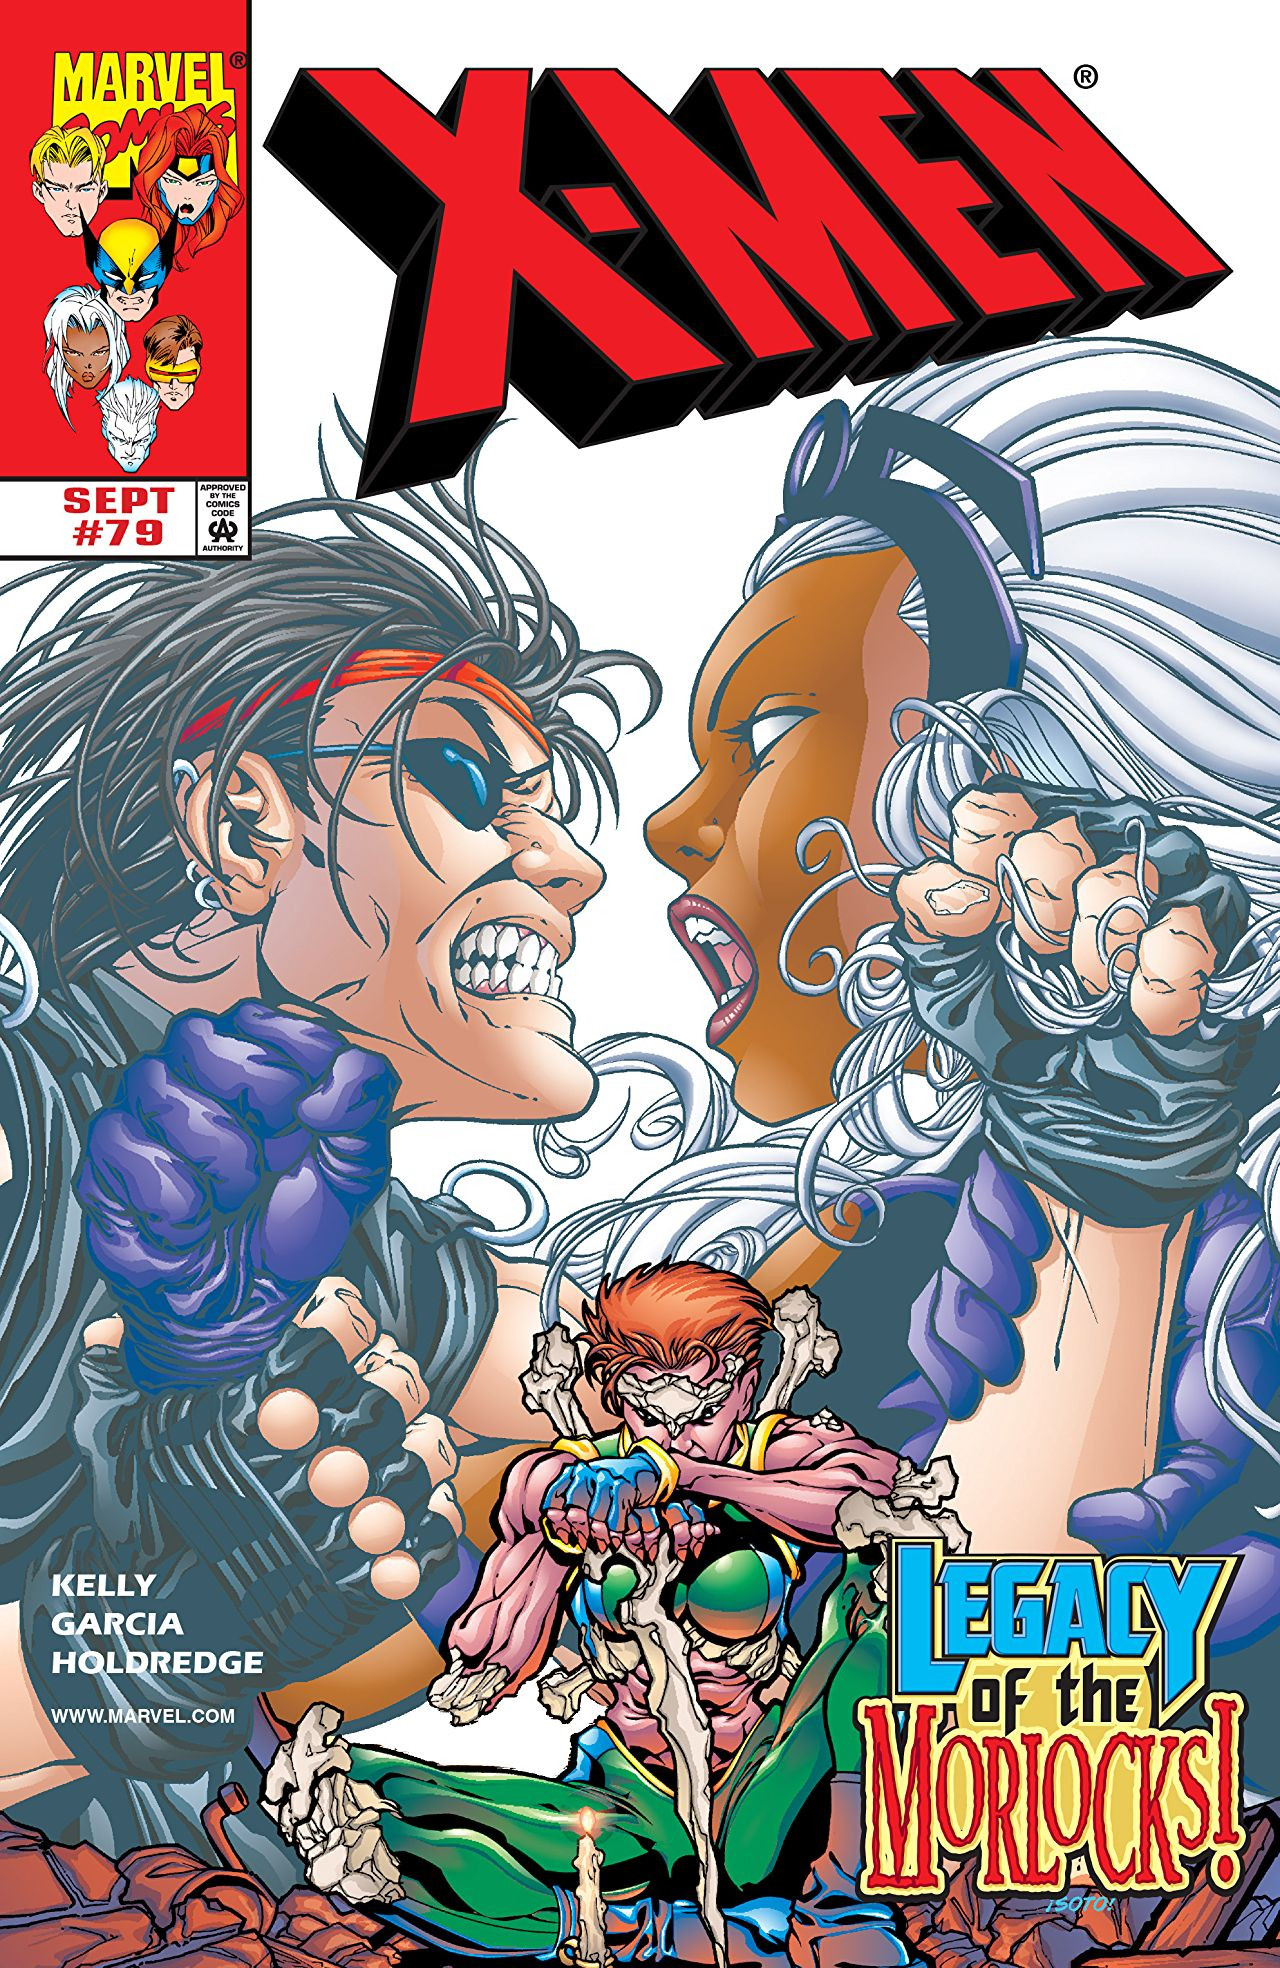 MARVEL®
COMICS
X-MEN®
SEPT
#79
APPROVED
BY THE
COMICS
CODE
CA
AUTHORITY
KELLY
GARCIA
HOLDREDGE
WWW.MARVEL.COM
LEGACY
OF THE
MORLOCKS!
¡SOTO!